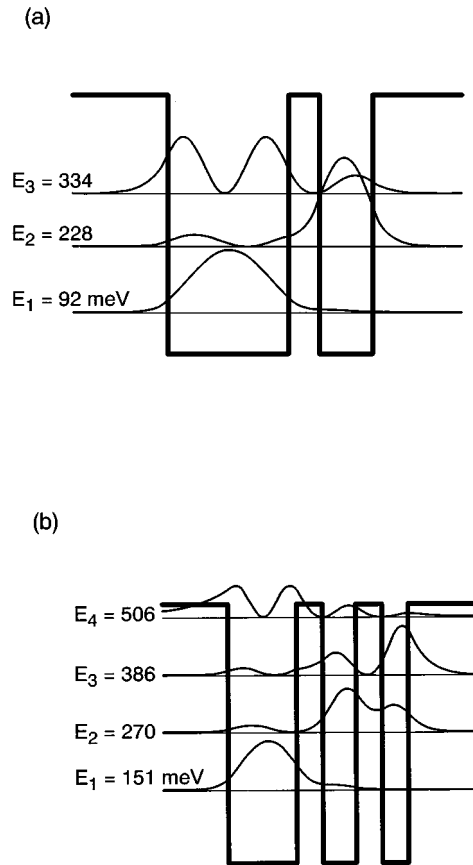 (a)
E₃ = 334
E₂ = 228
E₁ = 92 meV
(b)
E₄ = 506
E₃ = 386
E₂ = 270
E₁ = 151 meV